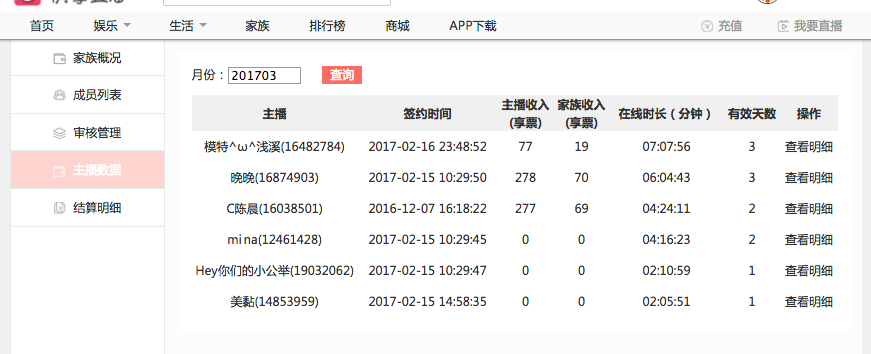 首页 娱乐 生活 家族 排行榜 商城 APP下载 充值 我要直播
家族概况
成员列表
审核管理
主播数据
结算明细
月份：201703 查询
主播 签约时间 主播收入(享票) 家族收入(享票) 在线时长（分钟） 有效天数 操作
模特^ω^浅溪(16482784) 2017-02-16 23:48:52 77 19 07:07:56 3 查看明细
晚晚(16874903) 2017-02-15 10:29:50 278 70 06:04:43 3 查看明细
C陈晨(16038501) 2016-12-07 16:18:22 277 69 04:24:11 2 查看明细
mina(12461428) 2017-02-15 10:29:45 0 0 04:16:23 2 查看明细
Hey你们的小公举(19032062) 2017-02-15 10:29:47 0 0 02:10:59 1 查看明细
美黏(14853959) 2017-02-15 14:58:35 0 0 02:05:51 1 查看明细